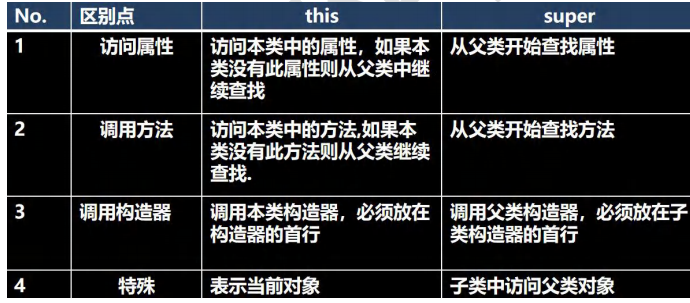 No. 区别点 this super
1 访问属性 访问本类中的属性，如果本 从父类开始查找属性
类没有此属性则从父类中继
续查找
2 调用方法 访问本类中的方法,如果本 从父类开始查找方法
类没有此方法则从父类继续
查找.
3 调用构造器 调用本类构造器，必须放在 调用父类构造器，必须放在子
构造器的首行 类构造器的首行
4 特殊 表示当前对象 子类中访问父类对象